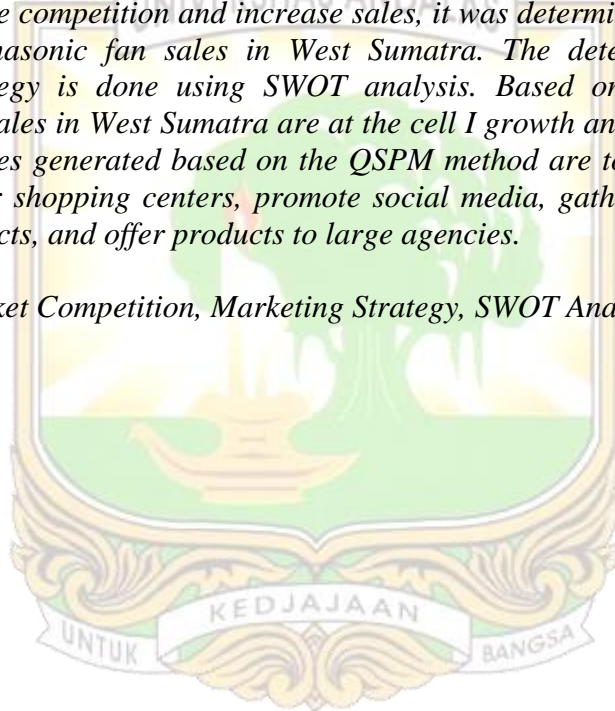 e competition and increase sales, it was determi
nasonic fan sales in West Sumatra. The dete
egy is done using SWOT analysis. Based on
ales in West Sumatra are at the cell I growth an
es generated based on the QSPM method are to
r shopping centers, promote social media, gath
cts, and offer products to large agencies.
ket Competition, Marketing Strategy, SWOT Ana
UNTUK KEDJAJAAN BANGSA